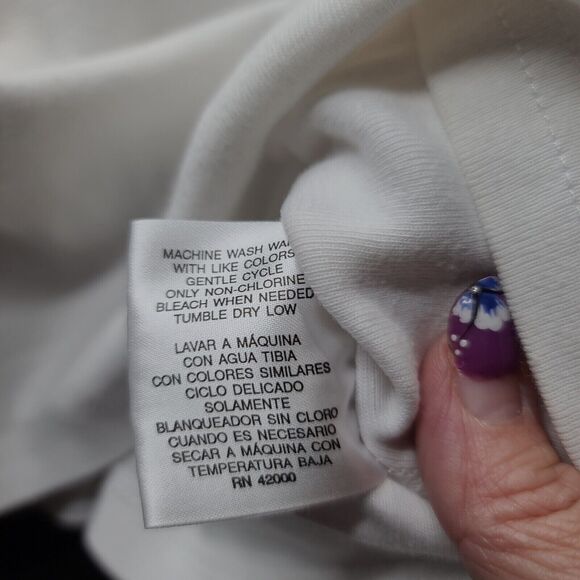 MACHINE WASH WA
WITH LIKE COLORS
GENTLE CYCLE
ONLY NON-CHLORINE
BLEACH WHEN NEEDED
TUMBLE DRY LOW
LAVAR A MÁQUINA
CON AGUA TIBIA
CON COLORES SIMILARES
CICLO DELICADO
SOLAMENTE
BLANQUEADOR SIN CLORO
CUANDO ES NECESARIO
SECAR A MÁQUINA CON
TEMPERATURA BAJA
RN 42000